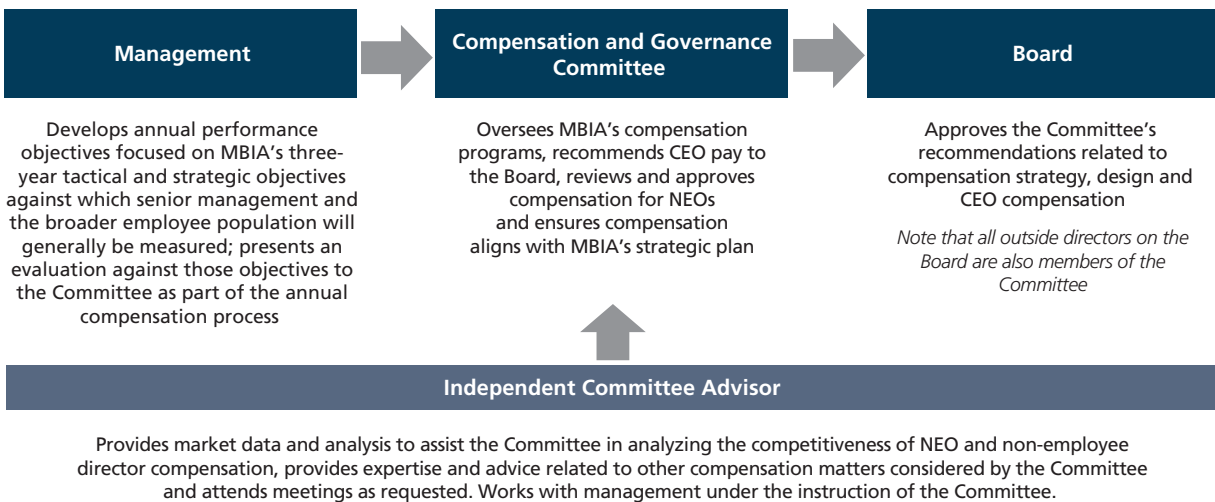 Management
Develops annual performance
objectives focused on MBIA's three-
year tactical and strategic objectives
against which senior management and
the broader employee population will
generally be measured; presents an
evaluation against those objectives to
the Committee as part of the annual
compensation process
Compensation and Governance
Committee
Oversees MBIA's compensation
programs, recommends CEO pay to
the Board, reviews and approves
compensation for NEOs
and ensures compensation
aligns with MBIA's strategic plan
Board
Approves the Committee's
recommendations related to
compensation strategy, design and
CEO compensation
Note that all outside directors on the
Board are also members of the
Committee
Independent Committee Advisor
Provides market data and analysis to assist the Committee in analyzing the competitiveness of NEO and non-employee
director compensation, provides expertise and advice related to other compensation matters considered by the Committee
and attends meetings as requested. Works with management under the instruction of the Committee.